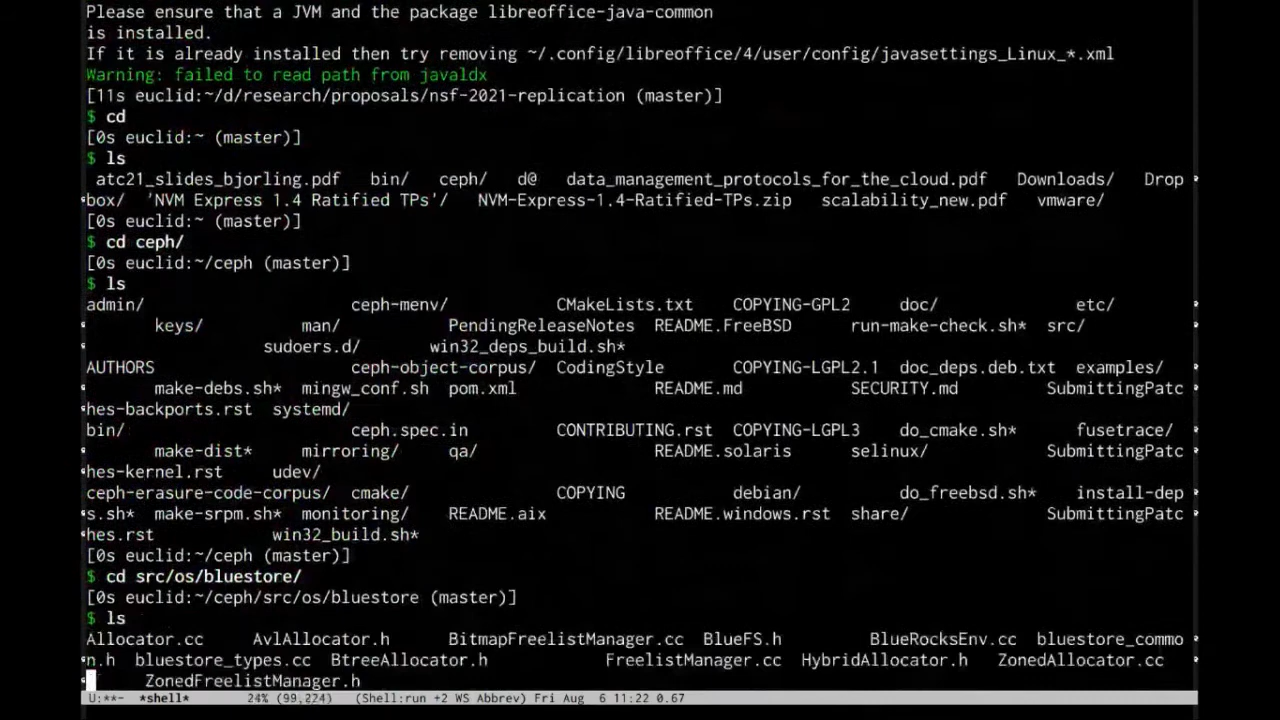 Please ensure that a JVM and the package libreoffice-java-common
is installed.
If it is already installed then try removing ~/.config/libreoffice/4/user/config/javasettings_Linux_*.xml
Warning: failed to read path from javaldx
[11s euclid:~/d/research/proposals/nsf-2021-replication (master)]
$ cd
[0s euclid:~ (master)]
$ ls
atc21_slides_bjorling.pdf bin/ ceph/ d@ data_management_protocols_for_the_cloud.pdf Downloads/ Drop
box/ 'NVM Express 1.4 Ratified TPs'/ NVM-Express-1.4-Ratified-TPs.zip scalability_new.pdf vmware/
[0s euclid:~ (master)]
$ cd ceph/
[0s euclid:~/ceph (master)]
$ ls
admin/ ceph-menv/ CMakeLists.txt COPYING-GPL2 doc/ etc/
keys/ man/ PendingReleaseNotes README.FreeBSD run-make-check.sh* src/
sudoers.d/ win32_deps_build.sh*
AUTHORS ceph-object-corpus/ CodingStyle COPYING-LGPL2.1 doc_deps.deb.txt examples/
make-debs.sh* mingw_conf.sh pom.xml README.md SECURITY.md SubmittingPatc
hes-backports.rst systemd/
bin/ ceph.spec.in CONTRIBUTING.rst COPYING-LGPL3 do_cmake.sh* fusetrace/
make-dist* mirroring/ qa/ README.solaris selinux/ SubmittingPatc
hes-kernel.rst udev/
ceph-erasure-code-corpus/ cmake/ COPYING debian/ do_freebsd.sh* install-dep
s.sh* make-srpm.sh* monitoring/ README.aix README.windows.rst share/ SubmittingPatc
hes.rst win32_build.sh*
[0s euclid:~/ceph (master)]
$ cd src/os/bluestore/
[0s euclid:~/ceph/src/os/bluestore (master)]
$ ls
Allocator.cc AvlAllocator.h BitmapFreelistManager.cc BlueFS.h BlueRocksEnv.cc bluestore_commo
n.h bluestore_types.cc BtreeAllocator.h FreelistManager.cc HybridAllocator.h ZonedAllocator.cc
ZonedFreelistManager.h
U:**- *shell* 24% (99,224) (Shell:run +2 WS Abbrev) Fri Aug 6 11:22 0.67